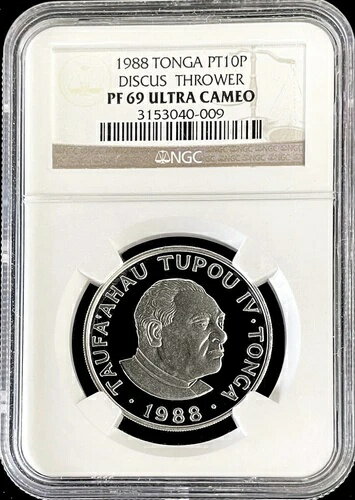 1988 TONGA PT10P
DISCUS THROWER
PF 69 ULTRA CAMEO
3153040-009
NGC
TAUFA'AHAU TUPOU IV · TONGA
· 1988 ·